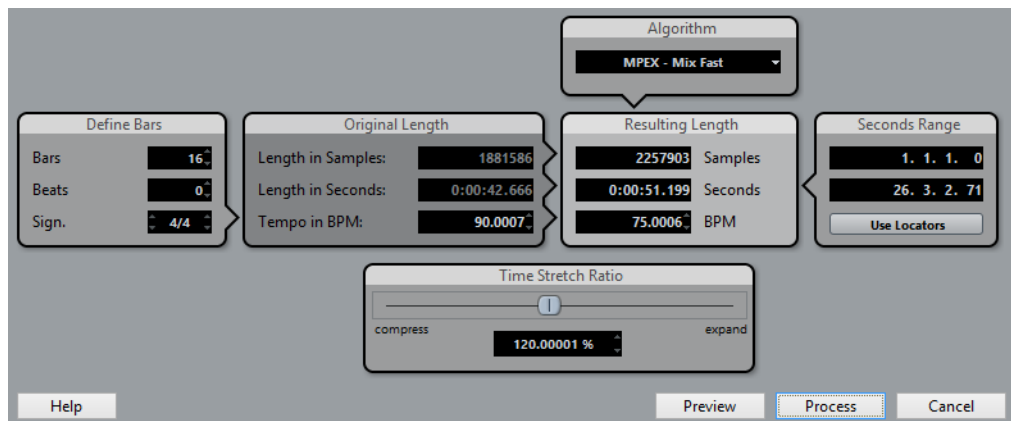 Algorithm
MPEX - Mix Fast
Define Bars
Bars 16
Beats 0
Sign. 4/4
Original Length
Length in Samples: 1881586
Length in Seconds: 0:00:42.666
Tempo in BPM: 90.0007
Resulting Length
2257903 Samples
0:00:51.199 Seconds
75.0006 BPM
Seconds Range
1. 1. 1. 0
26. 3. 2. 71
Use Locators
Time Stretch Ratio
compress expand
120.00001 %
Help Preview Process Cancel